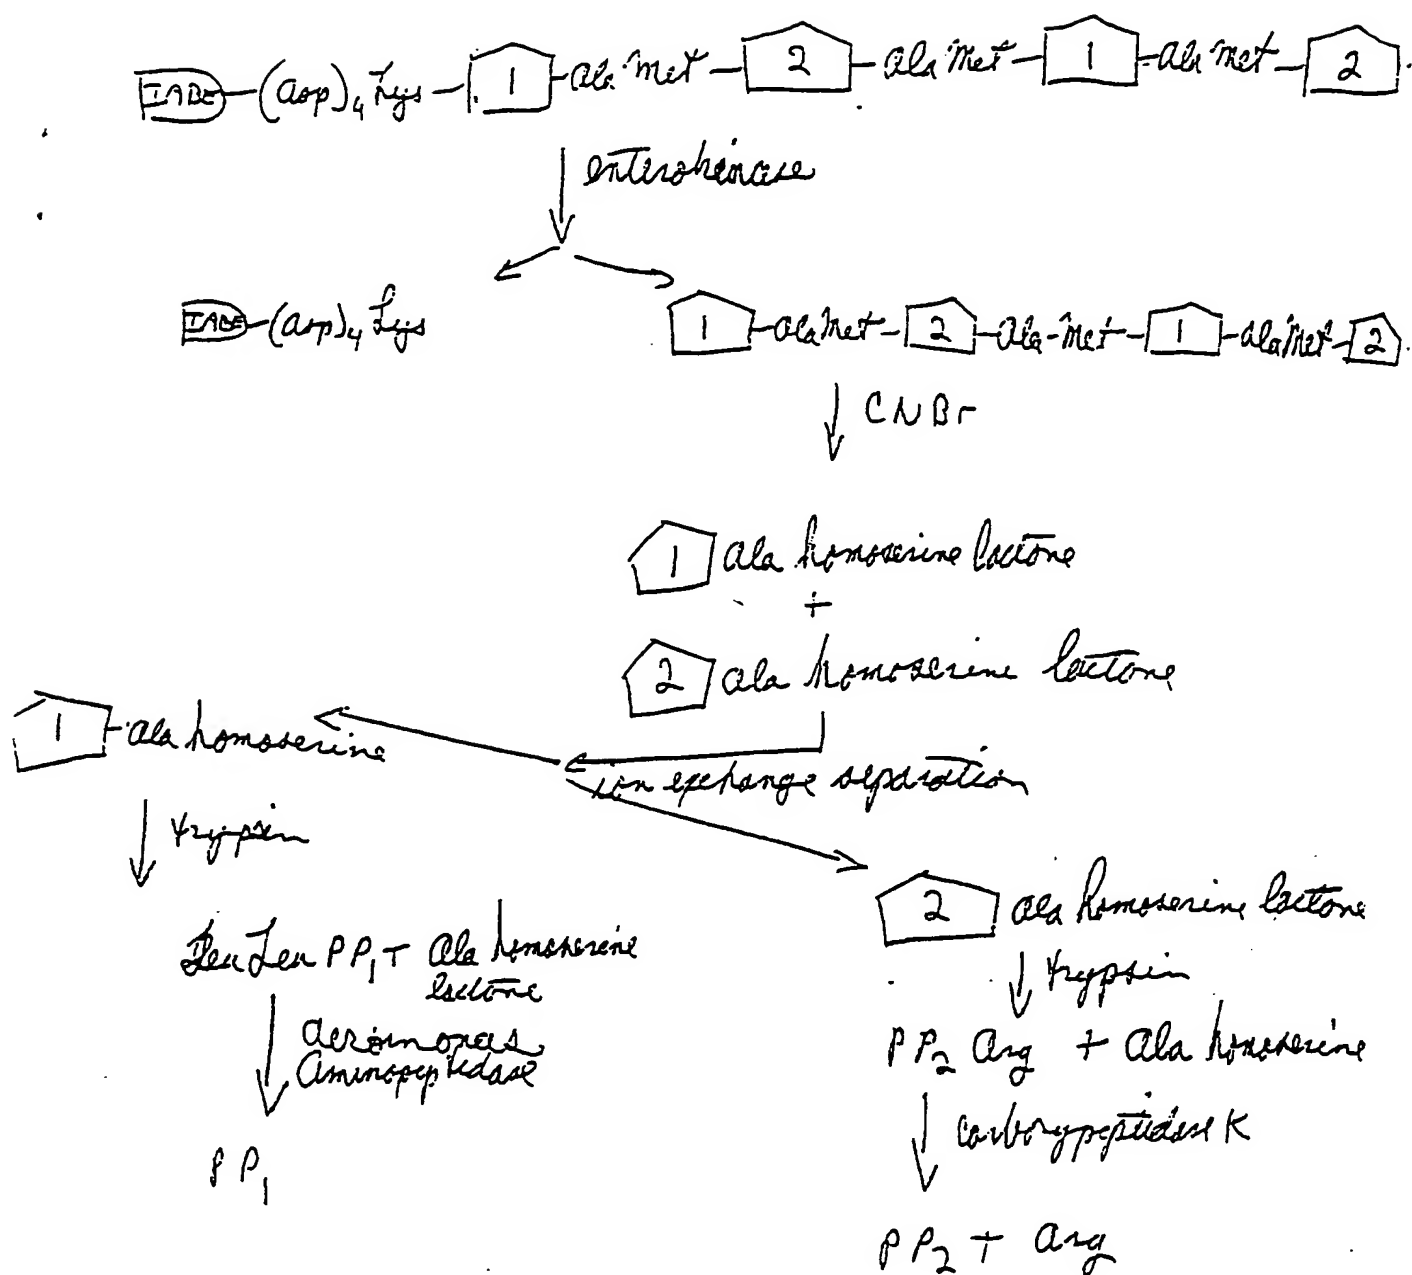 IABE-(Asp)4 Lys-1-Ala Met-2-Ala Met-1-Ala Met-2
enterokinase
IABE-(Asp)4 Lys
1-Ala Met-2-Ala-Met-1-Ala Met-2
CNBr
1 Ala homoserine lactone
+
2 Ala homoserine lactone
1-Ala homoserine
ion exchange separation
trypsin
2 Ala homoserine lactone
Leu Leu PP1 + Ala homoserine
lactone
trypsin
Aeromonas
Aminopeptidase
PP2 Arg + Ala homoserine
carboxypeptidase K
PP1
PP2 + Arg